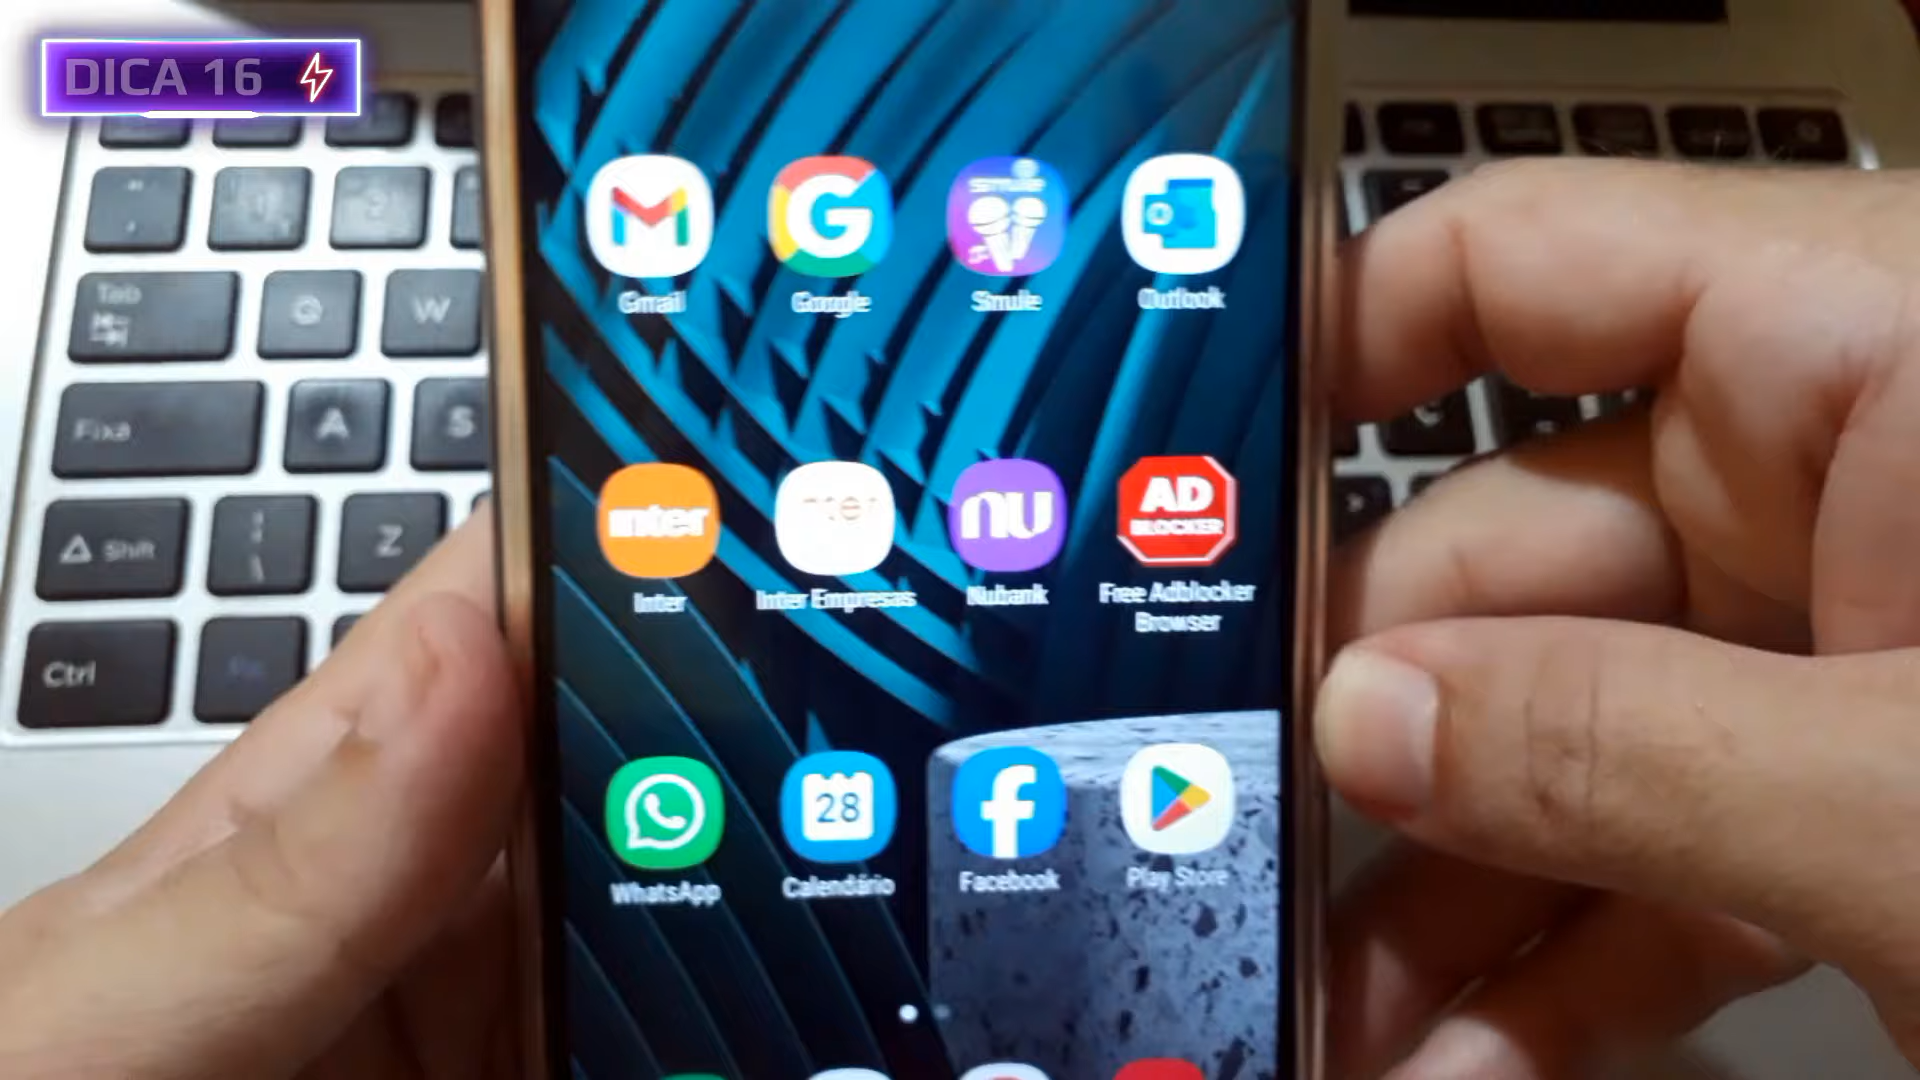 DICA 16
Gmail
Google
Smule
Outlook
inter
nu
AD
BLOCKER
Inter
Inter Empresas
Nubank
Free Adblocker
Browser
28
WhatsApp
Calendário
Facebook
Play Store
Tab
Q
W
Fixa
A
S
Shift
Z
Ctrl